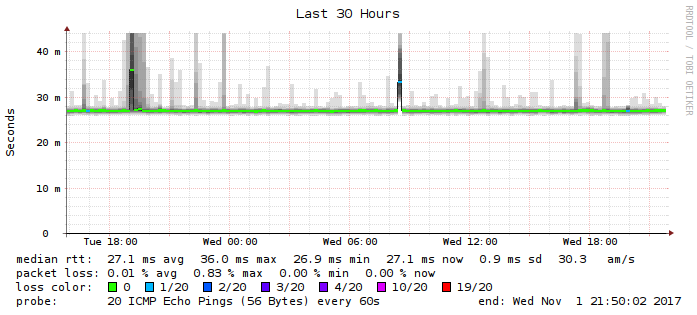 Last 30 Hours
RRDTOOL / TOBI OETIKER
Seconds
40 m
30 m
20 m
10 m
0
Tue 18:00 Wed 00:00 Wed 06:00 Wed 12:00 Wed 18:00
median rtt: 27.1 ms avg 36.0 ms max 26.9 ms min 27.1 ms now 0.9 ms sd 30.3 am/s
packet loss: 0.01 % avg 0.83 % max 0.00 % min 0.00 % now
loss color: 0 1/20 2/20 3/20 4/20 10/20 19/20
probe: 20 ICMP Echo Pings (56 Bytes) every 60s end: Wed Nov 1 21:50:02 2017